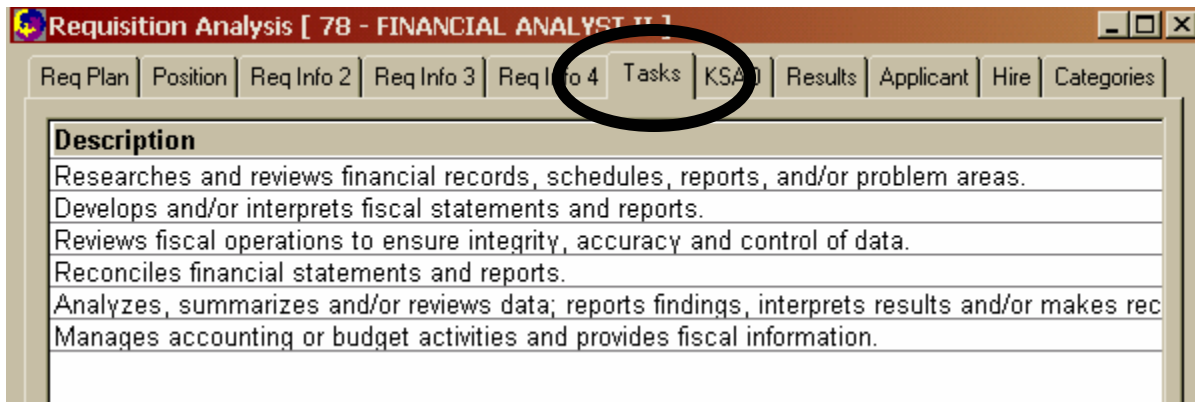 Requisition Analysis [ 78 - FINANCIAL ANALYST II ]
Req Plan Position Req Info 2 Req Info 3 Req Info 4 Tasks Results Applicant Hire Categories
Description
Researches and reviews financial records, schedules, reports, and/or problem areas.
Develops and/or interprets fiscal statements and reports.
Reviews fiscal operations to ensure integrity, accuracy and control of data.
Reconciles financial statements and reports.
Analyzes, summarizes and/or reviews data; reports findings, interprets results and/or makes rec
Manages accounting or budget activities and provides fiscal information.